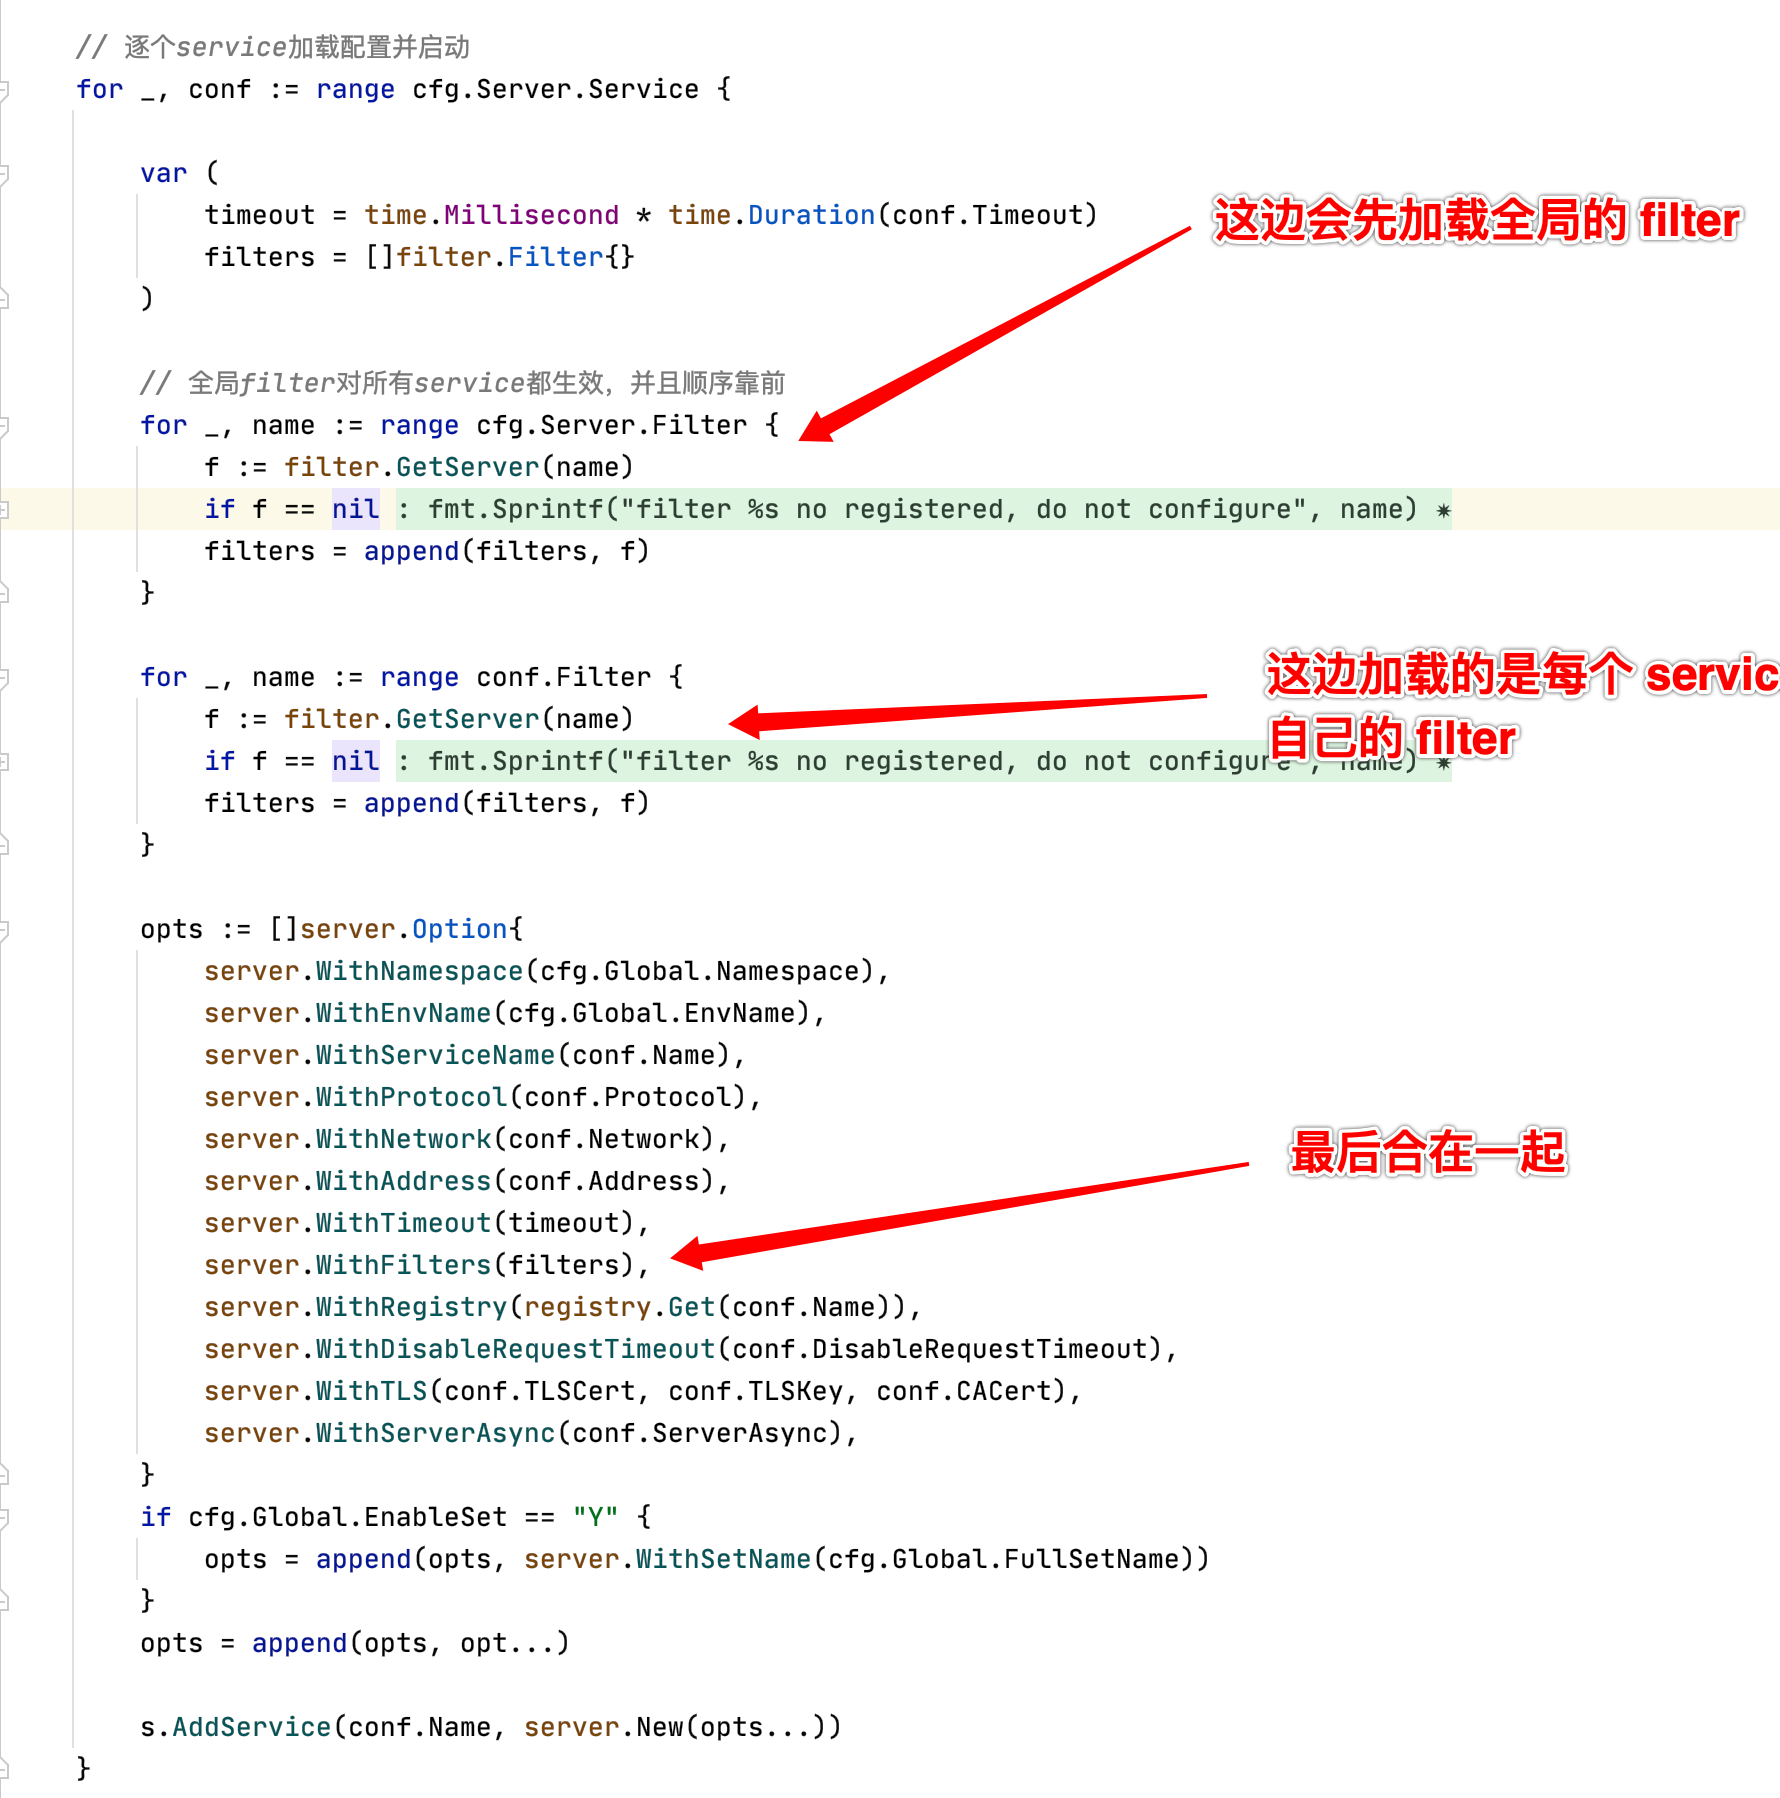 // 逐个service加载配置并启动
for _, conf := range cfg.Server.Service {
var (
timeout = time.Millisecond * time.Duration(conf.Timeout)
这边会先加载全局的 filter
filters = []filter.Filter{}
)
// 全局filter对所有service都生效，并且顺序靠前
for _, name := range cfg.Server.Filter {
f := filter.GetServer(name)
if f == nil : fmt.Sprintf("filter %s no registered, do not configure", name)
filters = append(filters, f)
}
for _, name := range conf.Filter {
这边加载的是每个 servic
f := filter.GetServer(name)
自己的 filter
if f == nil : fmt.Sprintf("filter %s no registered, do not configure", name)
filters = append(filters, f)
}
opts := []server.Option{
server.WithNamespace(cfg.Global.Namespace),
server.WithEnvName(cfg.Global.EnvName),
server.WithServiceName(conf.Name),
server.WithProtocol(conf.Protocol),
server.WithNetwork(conf.Network),
最后合在一起
server.WithAddress(conf.Address),
server.WithTimeout(timeout),
server.WithFilters(filters),
server.WithRegistry(registry.Get(conf.Name)),
server.WithDisableRequestTimeout(conf.DisableRequestTimeout),
server.WithTLS(conf.TLSCert, conf.TLSKey, conf.CACert),
server.WithServerAsync(conf.ServerAsync),
}
if cfg.Global.EnableSet == "Y" {
opts = append(opts, server.WithSetName(cfg.Global.FullSetName))
}
opts = append(opts, opt...)
s.AddService(conf.Name, server.New(opts...))
}